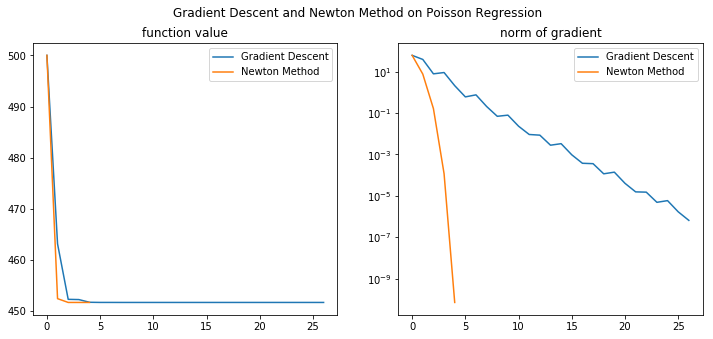 Gradient Descent and Newton Method on Poisson Regression
function value
Gradient Descent
Newton Method
500
490
480
470
460
450
0 5 10 15 20 25
norm of gradient
Gradient Descent
Newton Method
10^1
10^-1
10^-3
10^-5
10^-7
10^-9
0 5 10 15 20 25